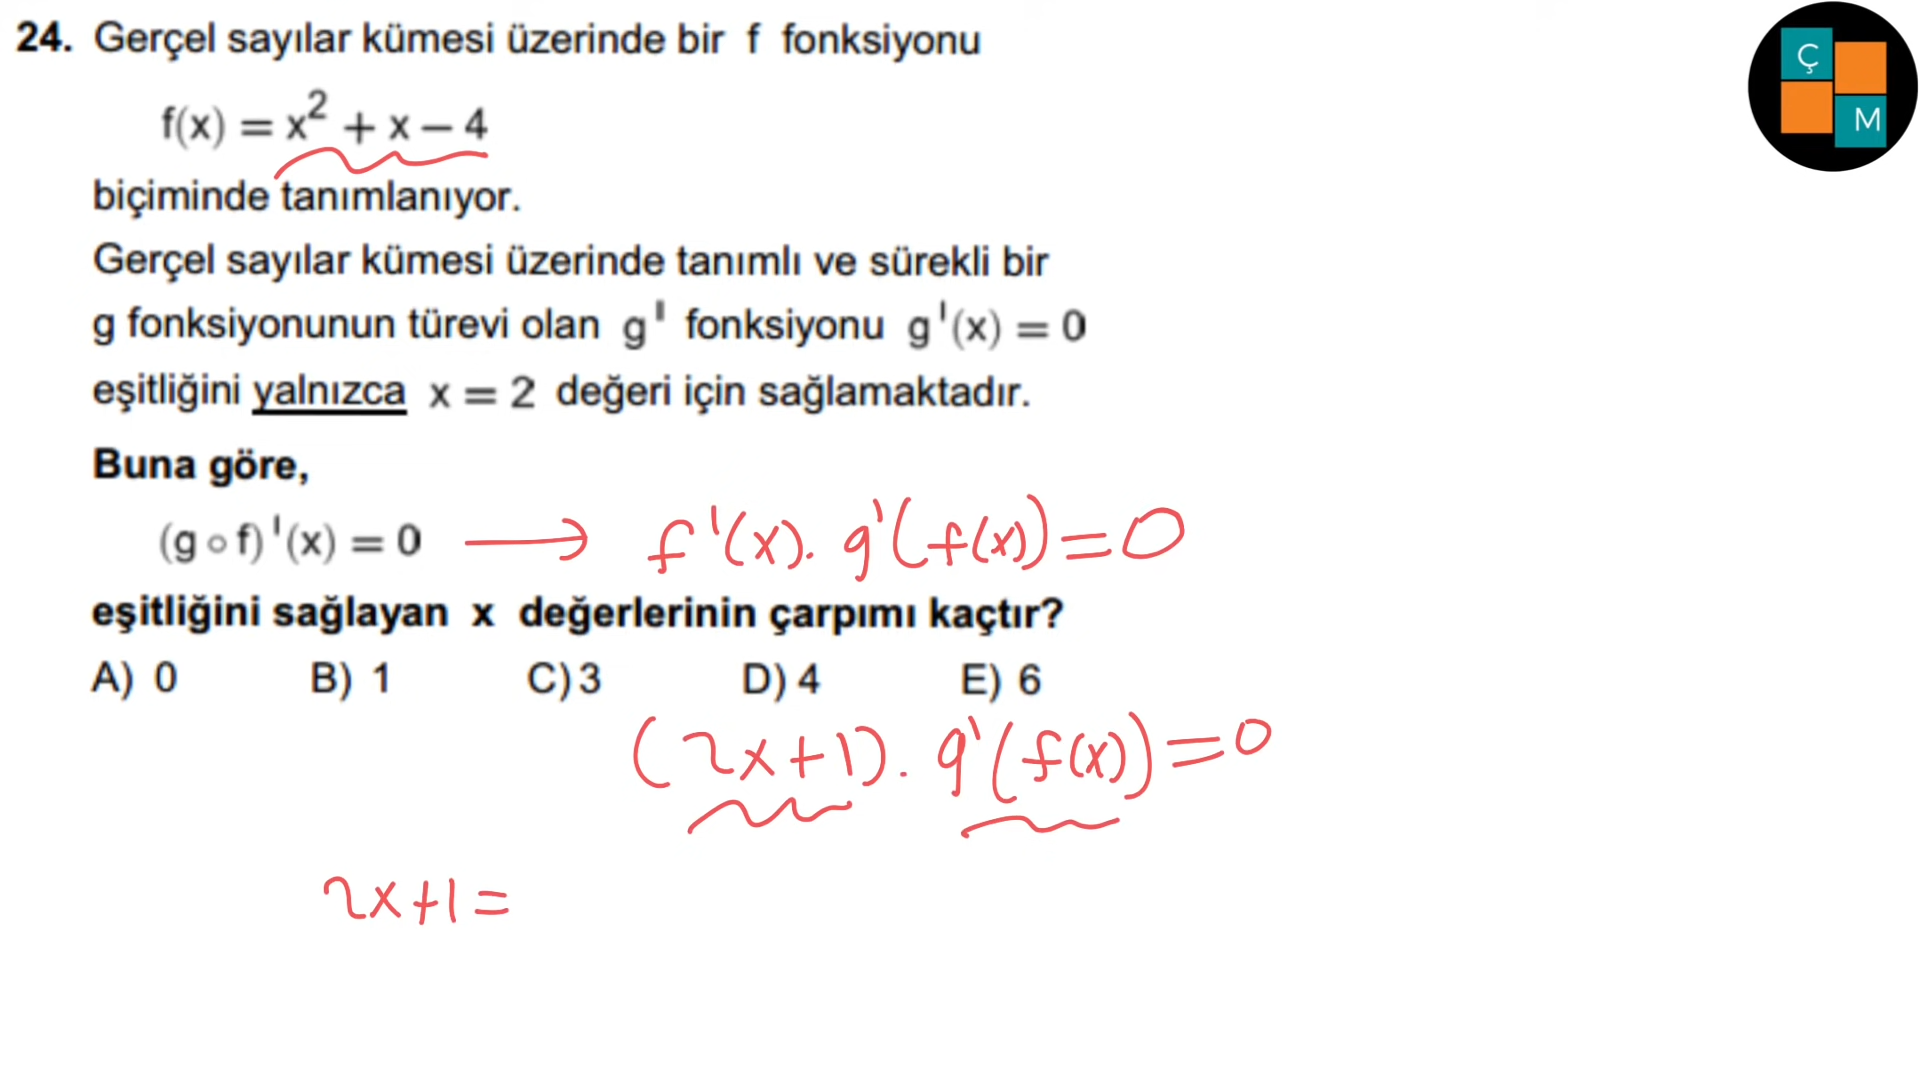 24. Gerçel sayılar kümesi üzerinde bir f fonksiyonu
Ç
M
f(x) = x² + x − 4
biçiminde tanımlanıyor.
Gerçel sayılar kümesi üzerinde tanımlı ve sürekli bir
g fonksiyonunun türevi olan g' fonksiyonu g'(x) = 0
eşitliğini yalnızca x = 2 değeri için sağlamaktadır.
Buna göre,
(g ∘ f)'(x) = 0 → f'(x). g'(f(x))=0
eşitliğini sağlayan x değerlerinin çarpımı kaçtır?
A) 0 B) 1 C) 3 D) 4 E) 6
(2x+1). g'(f(x))=0
2x+1=